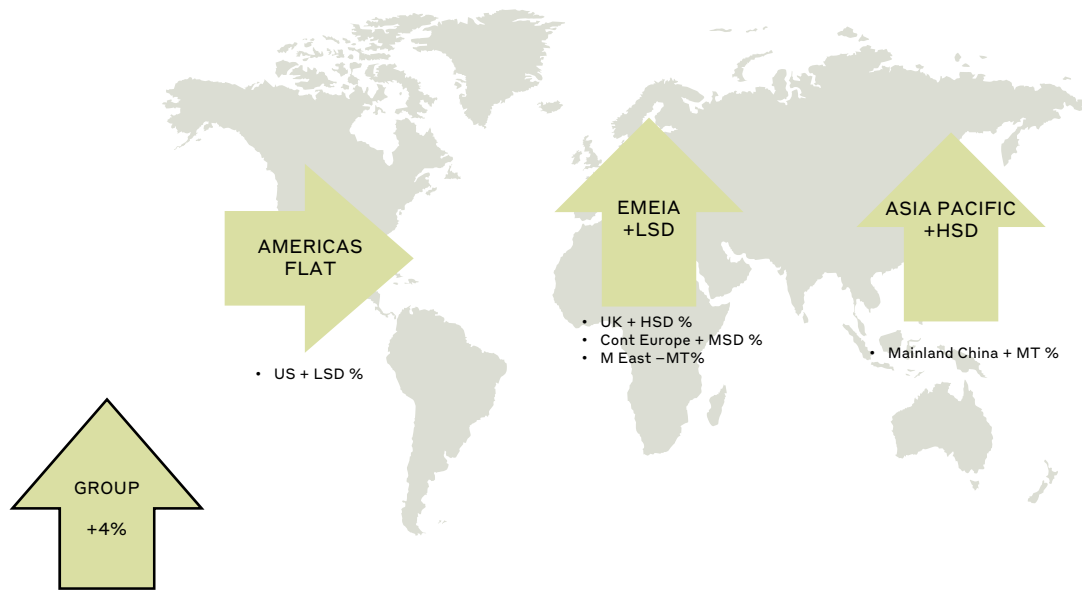 AMERICAS
FLAT
• US + LSD %
EMEIA
+LSD
• UK + HSD %
• Cont Europe + MSD %
• M East –MT%
ASIA PACIFIC
+HSD
• Mainland China + MT %
GROUP
+4%